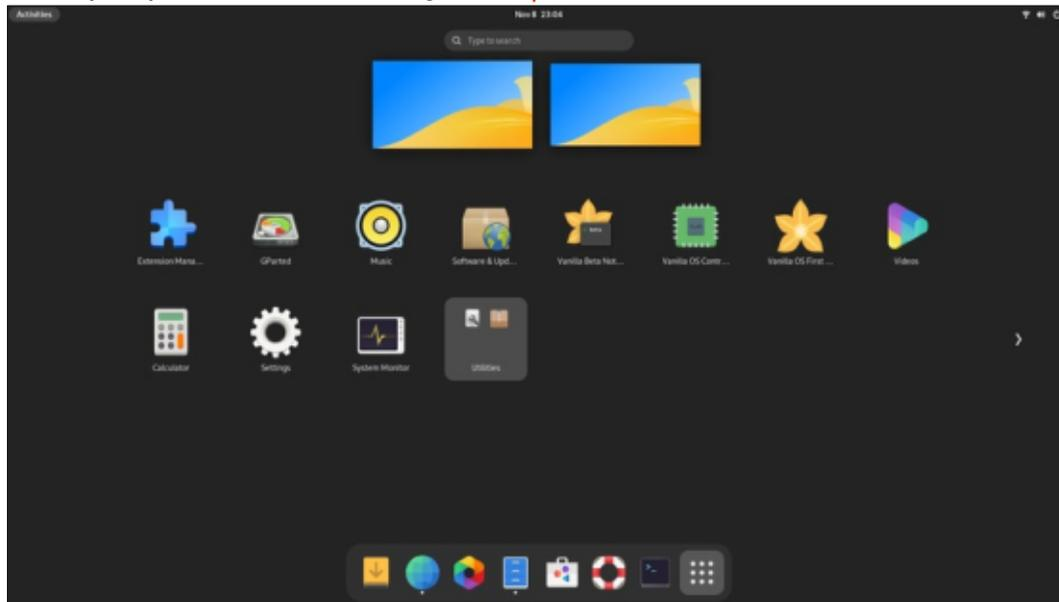 Activities
Nov 8 23:04
Type to search
Extension Mana...
GParted
Music
Software & Upd...
Vanilla Beta Not...
Vanilla OS Contr...
Vanilla OS First ...
Videos
Calculator
Settings
System Monitor
Utilities